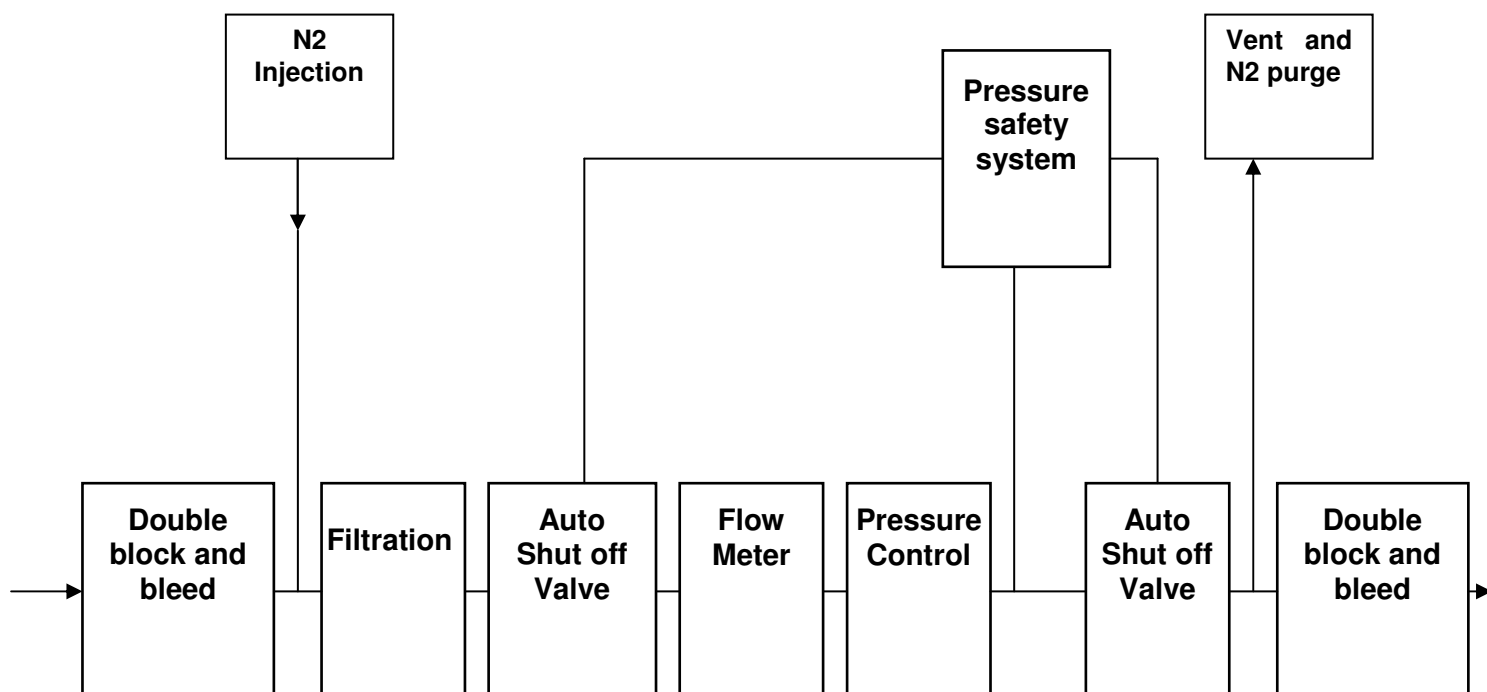 N2
Injection
Vent and
N2 purge
Pressure
safety
system
Double
block and
bleed
Filtration
Auto
Shut off
Valve
Flow
Meter
Pressure
Control
Auto
Shut off
Valve
Double
block and
bleed